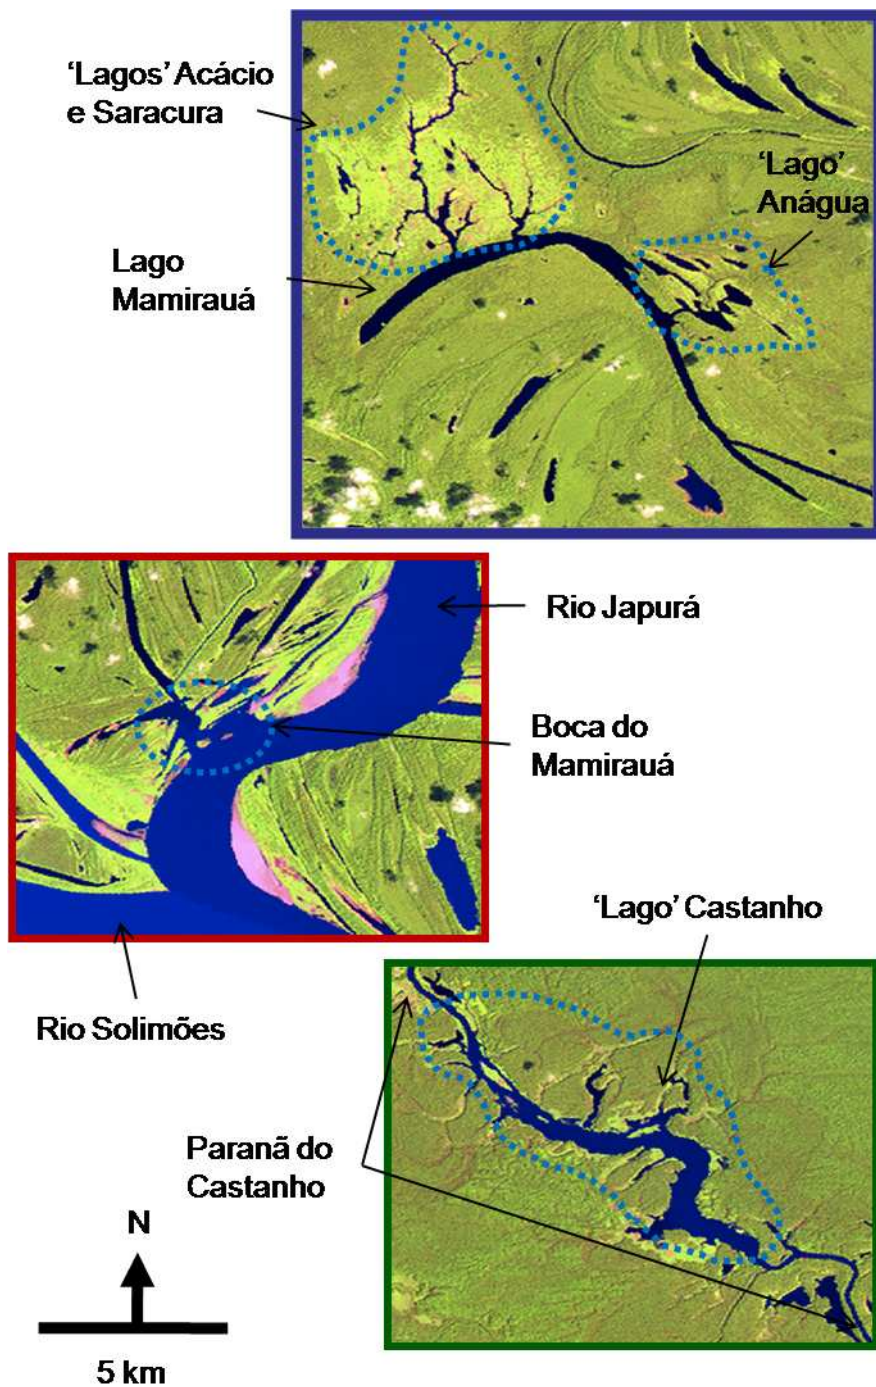 ‘Lagos’ Acácio
e Saracura
‘Lago’
Anágua
Lago
Mamirauá
Rio Japurá
Boca do
Mamirauá
‘Lago’ Castanho
Rio Solimões
Paranã do
Castanho
N
5 km